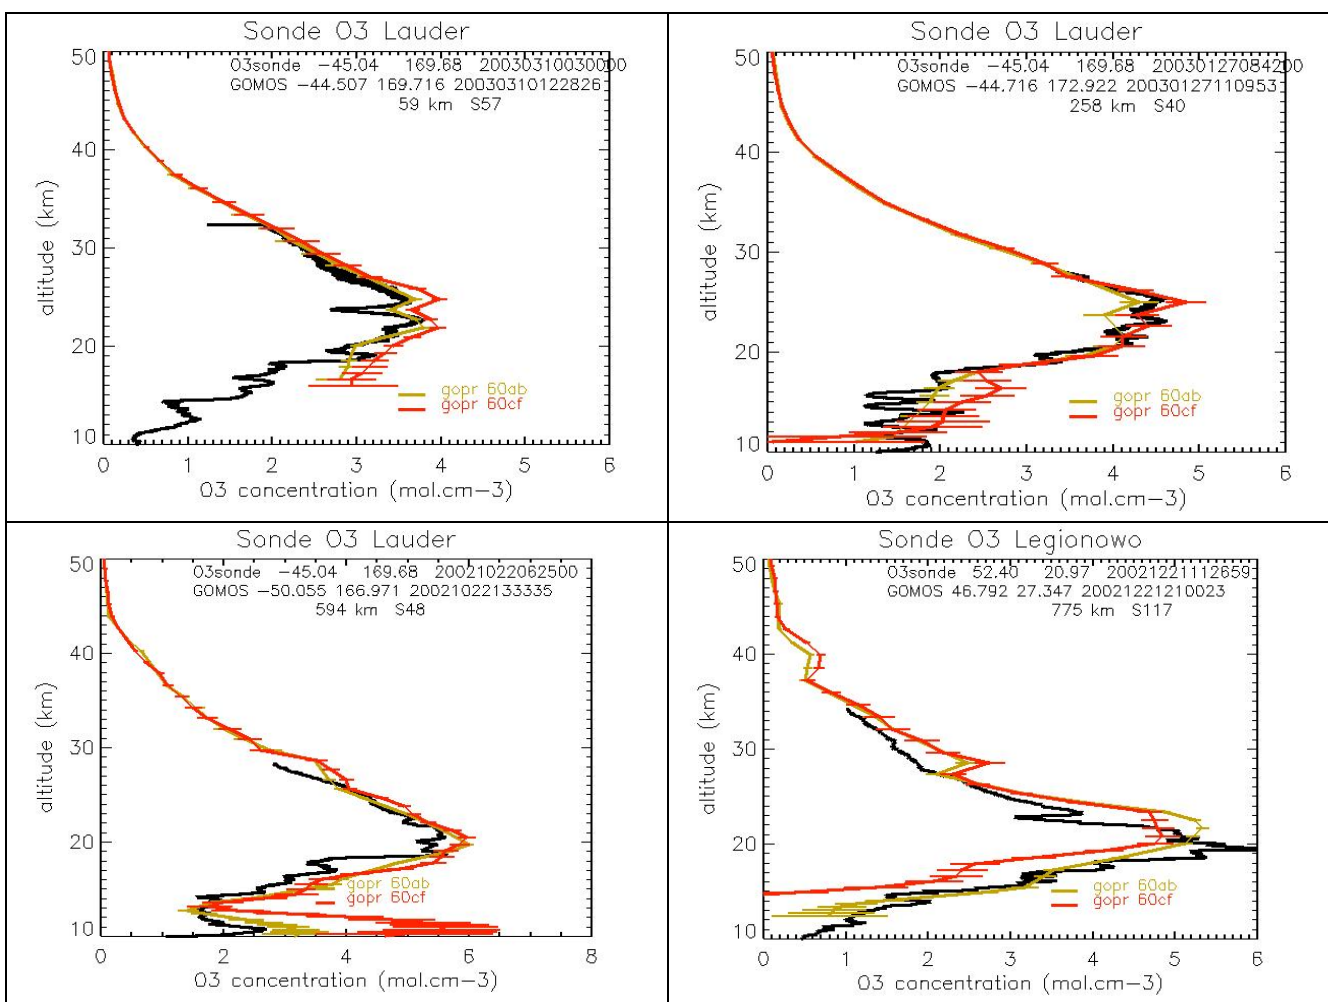 Sonde O3 Lauder
O3sonde -45.04 169.68 20030310030000
GOMOS -44.507 169.716 20030310122826
59 km S57
50
40
30
20
10
altitude (km)
gopr 60ab
gopr 60cf
0 1 2 3 4 5 6
O3 concentration (mol.cm-3)
Sonde O3 Lauder
O3sonde -45.04 169.68 20030127084200
GOMOS -44.716 172.922 20030127110953
258 km S40
50
40
30
20
10
altitude (km)
gopr 60ab
gopr 60cf
0 1 2 3 4 5 6
O3 concentration (mol.cm-3)
Sonde O3 Lauder
O3sonde -45.04 169.68 20021022062500
GOMOS -50.055 166.971 20021022133335
594 km S48
50
40
30
20
10
altitude (km)
gopr 60ab
gopr 60cf
0 2 4 6 8
O3 concentration (mol.cm-3)
Sonde O3 Legionowo
O3sonde 52.40 20.97 20021221112659
GOMOS 46.792 27.347 20021221210023
775 km S117
50
40
30
20
10
altitude (km)
gopr 60ab
gopr 60cf
0 1 2 3 4 5 6
O3 concentration (mol.cm-3)